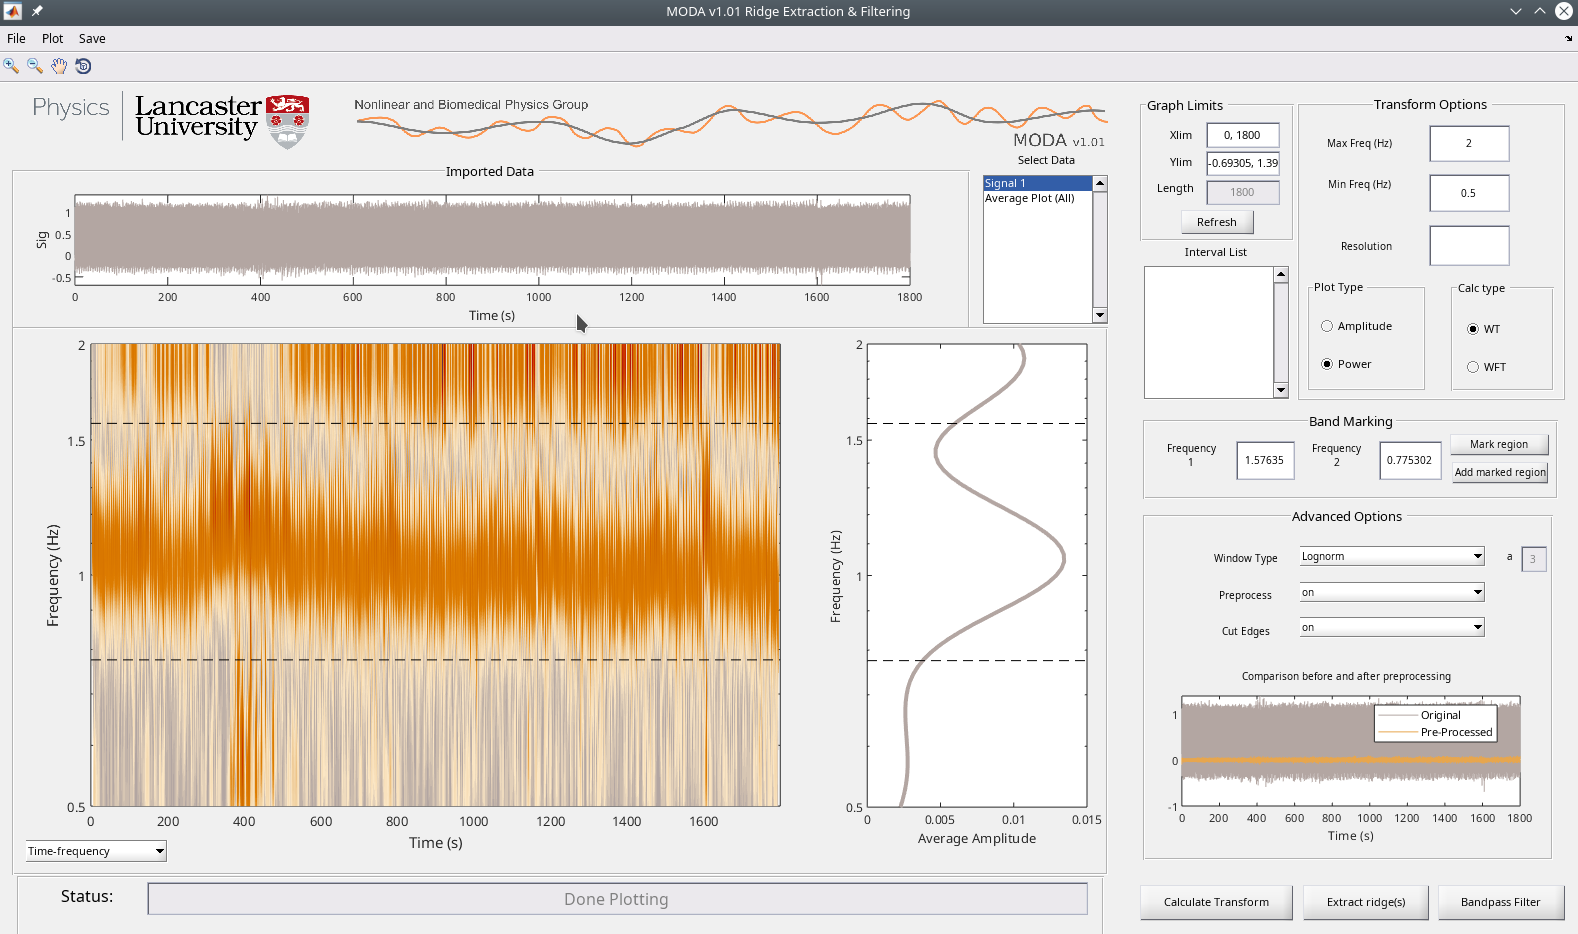 MODA v1.01 Ridge Extraction & Filtering
File Plot Save
Physics
Lancaster University
Nonlinear and Biomedical Physics Group
MODA v1.01
Select Data
Signal 1
Average Plot (All)
Imported Data
Sig
1
0.5
0
-0.5
0 200 400 600 800 1000 1200 1400 1600 1800
Time (s)
Frequency (Hz)
2
1.5
1
0.5
0 200 400 600 800 1000 1200 1400 1600
Time (s)
Time-frequency
Frequency (Hz)
2
1.5
1
0.5
0 0.005 0.01 0.015
Average Amplitude
Status: Done Plotting
Graph Limits
Xlim 0, 1800
Ylim -0.69305, 1.39
Length 1800
Refresh
Interval List
Transform Options
Max Freq (Hz) 2
Min Freq (Hz) 0.5
Resolution
Plot Type
Amplitude
Power
Calc type
WT
WFT
Band Marking
Frequency 1 1.57635
Frequency 2 0.775302
Mark region
Add marked region
Advanced Options
Window Type Lognorm a 3
Preprocess on
Cut Edges on
Comparison before and after preprocessing
1
0
-1
Original
Pre-Processed
0 200 400 600 800 1000 1200 1400 1600 1800
Time (s)
Calculate Transform Extract ridge(s) Bandpass Filter